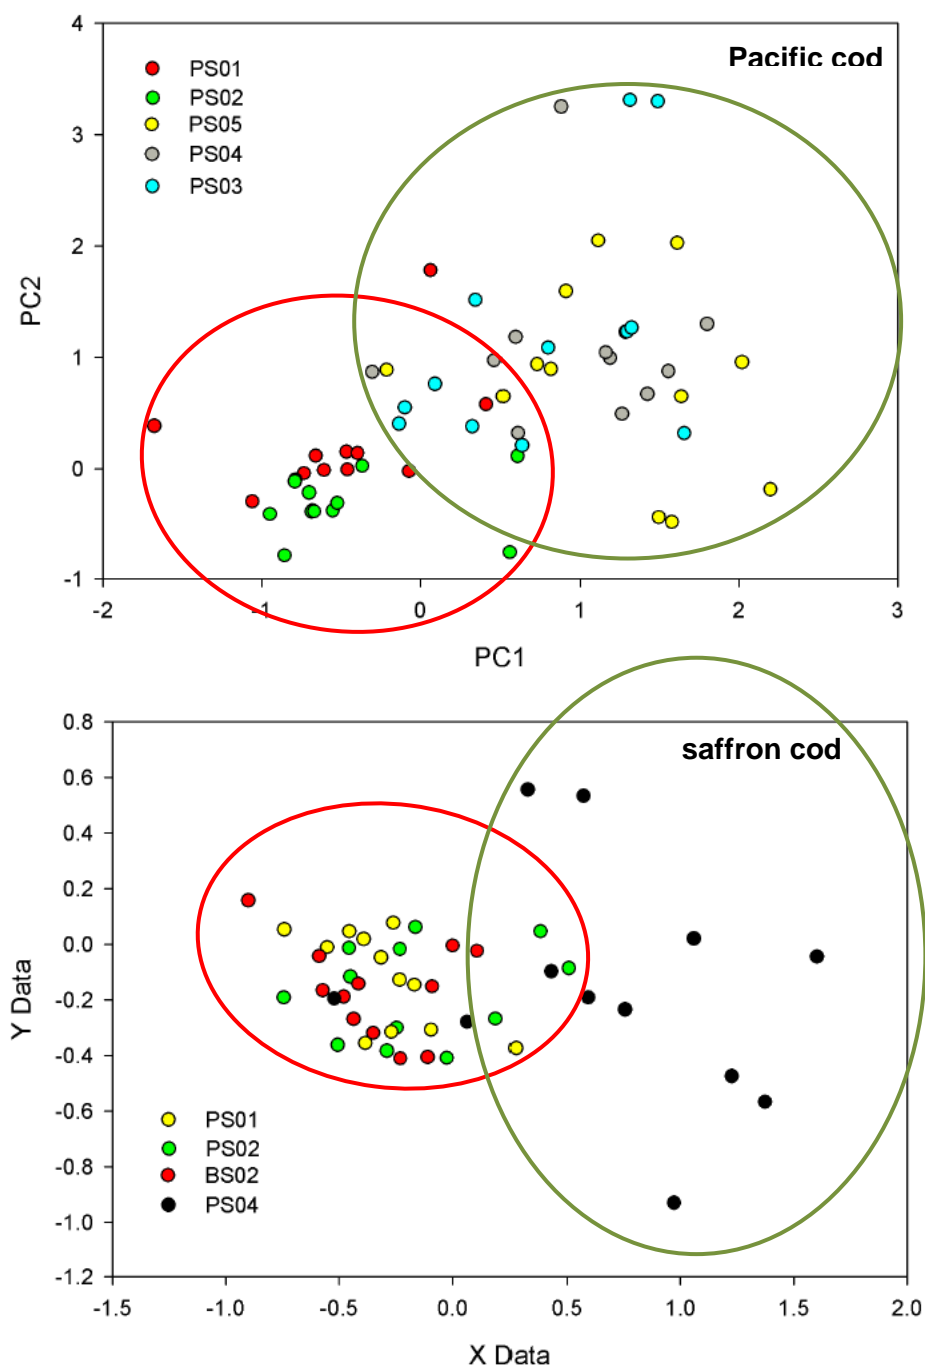 4
Pacific cod
PS01
PS02
PS05
PS04
PS03
3
2
PC2
1
0
-1
-2 -1 0 1 2 3
PC1
0.8
saffron cod
0.6
0.4
0.2
0.0
-0.2
Y Data
-0.4
-0.6
PS01
PS02
BS02
PS04
-0.8
-1.0
-1.2
-1.5 -1.0 -0.5 0.0 0.5 1.0 1.5 2.0
X Data